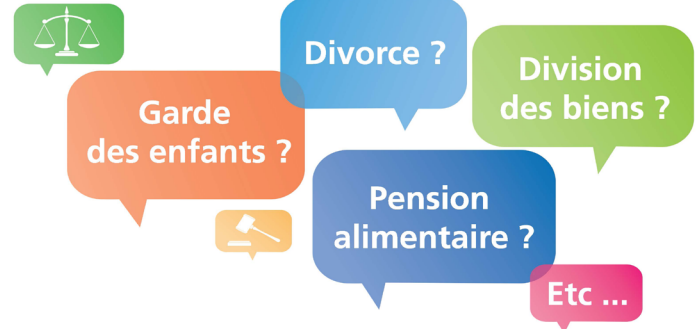 Divorce ?
Division
des biens ?
Garde
des enfants ?
Pension
alimentaire ?
Etc ...